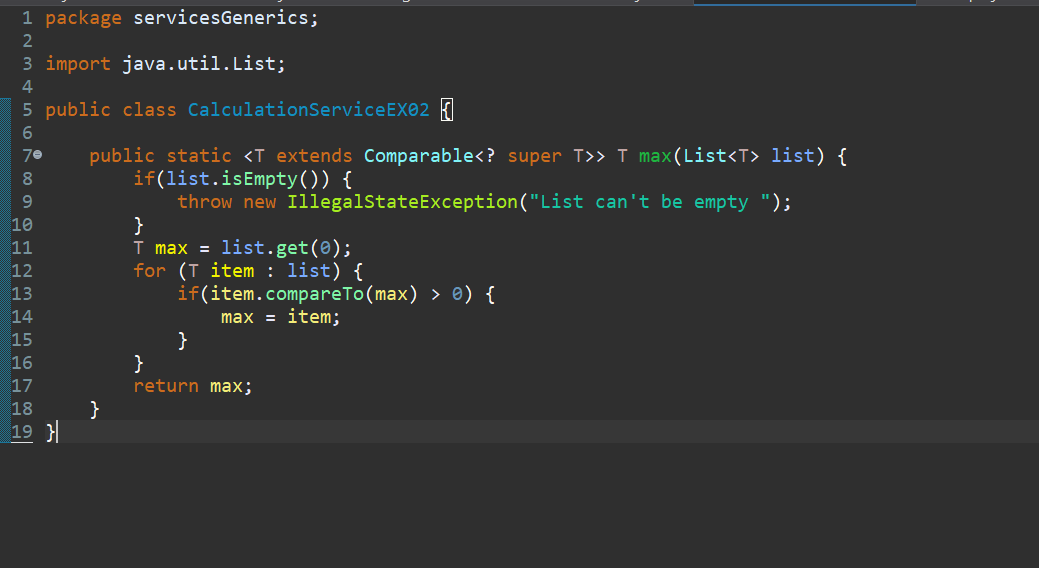 1 package servicesGenerics;
2
3 import java.util.List;
4
5 public class CalculationServiceEX02 {
6
7     public static <T extends Comparable<? super T>> T max(List<T> list) {
8         if(list.isEmpty()) {
9             throw new IllegalStateException("List can't be empty ");
10         }
11         T max = list.get(0);
12         for (T item : list) {
13             if(item.compareTo(max) > 0) {
14                 max = item;
15             }
16         }
17         return max;
18     }
19 }